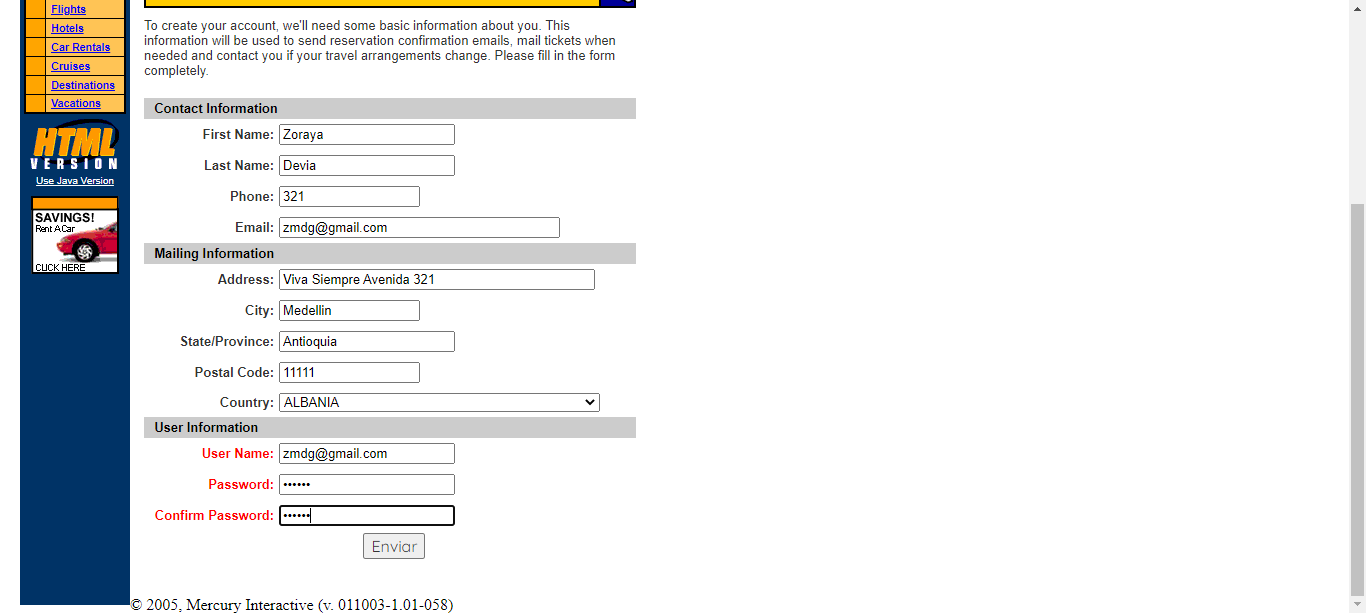 Flights
Hotels
Car Rentals
Cruises
Destinations
Vacations
HTML
VERSION
Use Java Version
SAVINGS!
Rent A Car
CLICK HERE
To create your account, we'll need some basic information about you. This
information will be used to send reservation confirmation emails, mail tickets when
needed and contact you if your travel arrangements change. Please fill in the form
completely.
Contact Information
First Name: Zoraya
Last Name: Devia
Phone: 321
Email: zmdg@gmail.com
Mailing Information
Address: Viva Siempre Avenida 321
City: Medellin
State/Province: Antioquia
Postal Code: 11111
Country: ALBANIA
User Information
User Name: zmdg@gmail.com
Password: ••••••
Confirm Password: ••••••
Enviar
© 2005, Mercury Interactive (v. 011003-1.01-058)